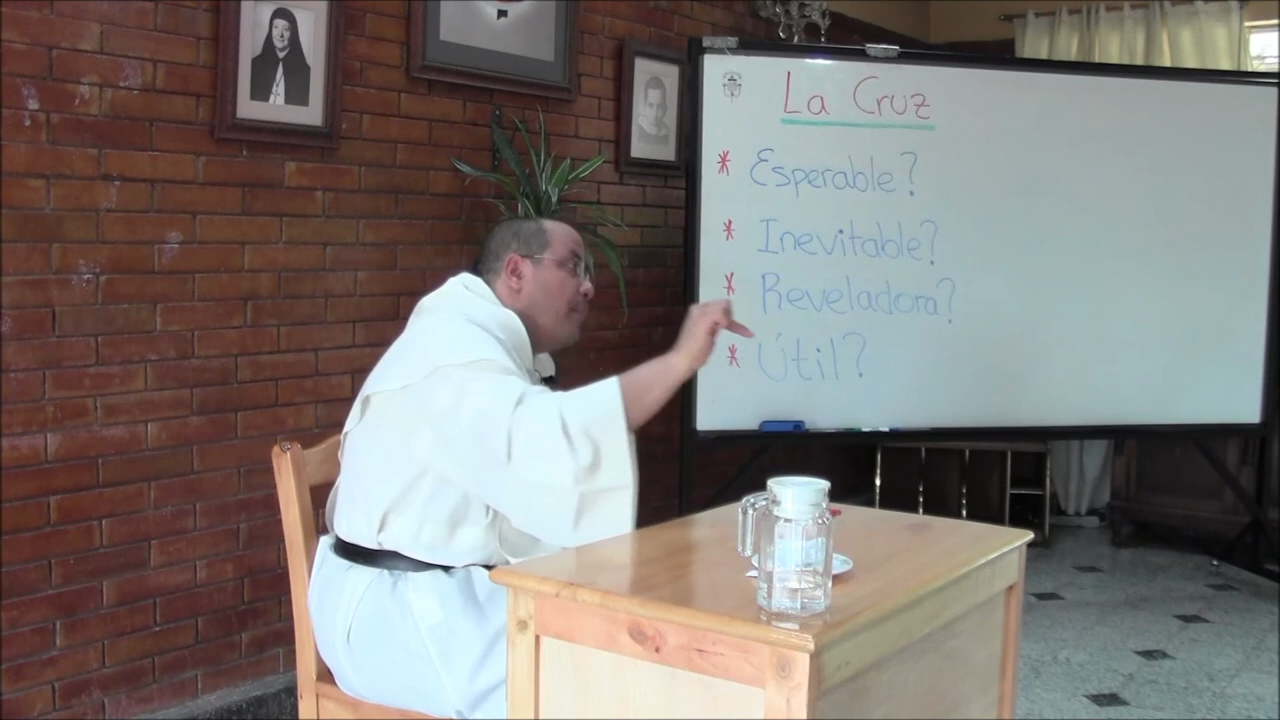 La Cruz
* Esperable?
* Inevitable?
* Reveladora?
* Útil?